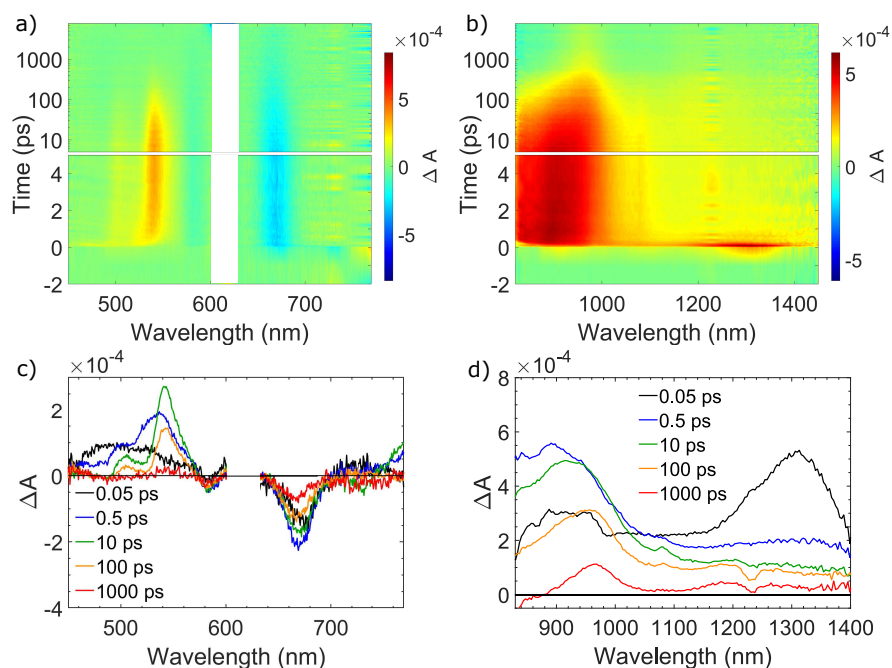 a)
×10⁻⁴
1000
100
10
4
2
0
-2
Time (ps)
500 600 700
Wavelength (nm)
5
0
-5
Δ A
b)
×10⁻⁴
1000
100
10
4
2
0
-2
1000 1200 1400
Wavelength (nm)
5
0
-5
Δ A
c)
×10⁻⁴
2
0
-2
-4
ΔA
0.05 ps
0.5 ps
10 ps
100 ps
1000 ps
500 600 700
Wavelength (nm)
d)
×10⁻⁴
8
6
4
2
0
ΔA
0.05 ps
0.5 ps
10 ps
100 ps
1000 ps
900 1000 1100 1200 1300 1400
Wavelength (nm)